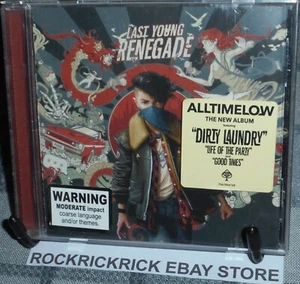 LAST YOUNG
RENEGADE
ALLTIMELOW
THE NEW ALBUM
"DIRTY LAUNDRY"
"LIFE OF THE PARTY"
"GOOD TIMES"
WARNING
MODERATE impact
coarse language
and/or themes.
ROCKRICKRICK EBAY STORE